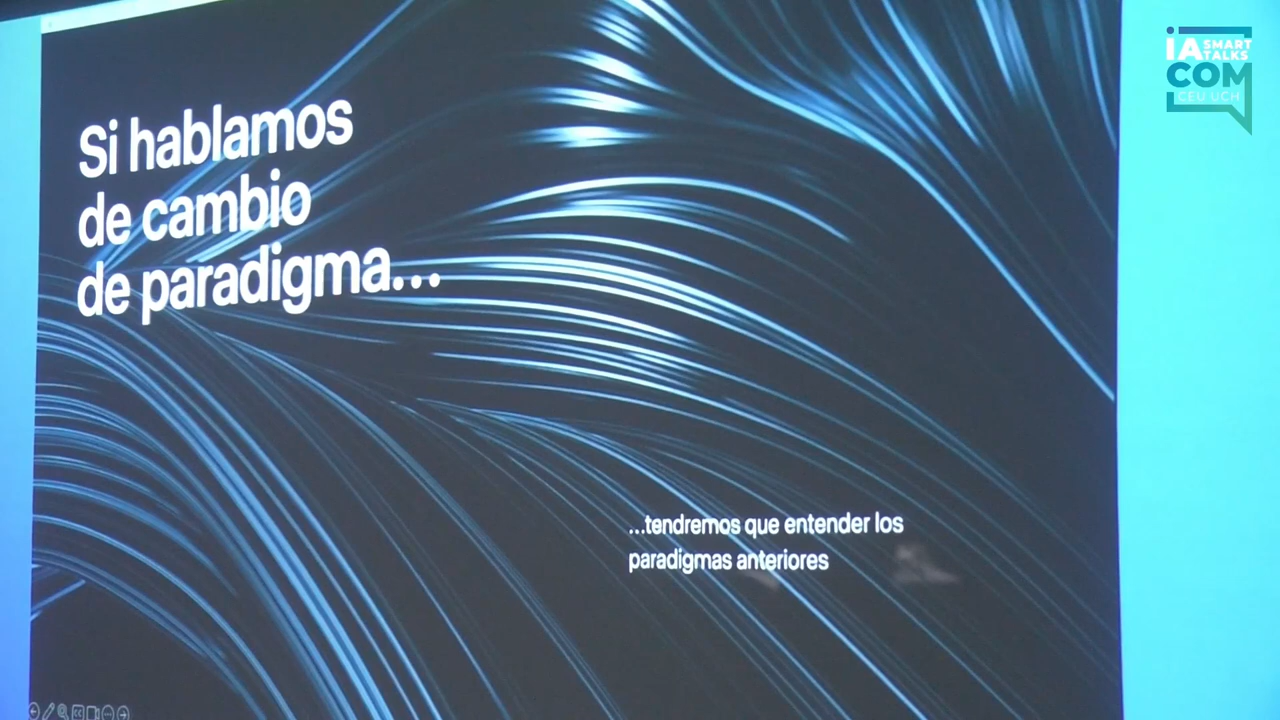 Si hablamos
de cambio
de paradigma...
...tendremos que entender los
paradigmas anteriores
iA SMART
TALKS
COM
CEU UCH